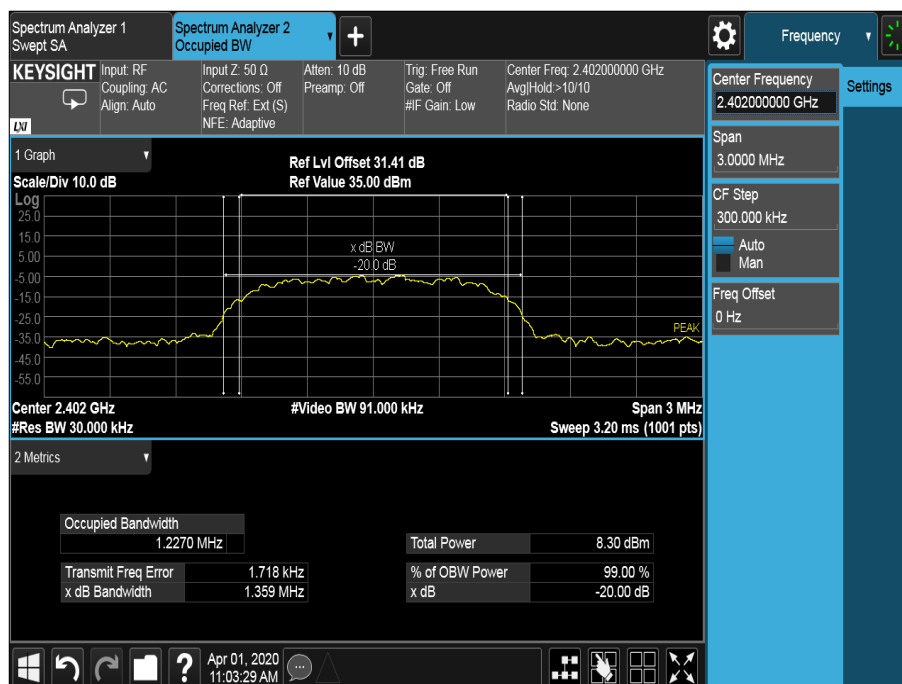 Spectrum Analyzer 1
Swept SA
Spectrum Analyzer 2
Occupied BW
Frequency
KEYSIGHT
LXI
Input: RF
Coupling: AC
Align: Auto
Input Z: 50 Ω
Corrections: Off
Freq Ref: Ext (S)
NFE: Adaptive
Atten: 10 dB
Preamp: Off
Trig: Free Run
Gate: Off
#IF Gain: Low
Center Freq: 2.402000000 GHz
Avg|Hold:>10/10
Radio Std: None
Center Frequency
2.402000000 GHz
Settings
Span
3.0000 MHz
CF Step
300.000 kHz
Auto
Man
Freq Offset
0 Hz
1 Graph
Scale/Div 10.0 dB
Ref Lvl Offset 31.41 dB
Ref Value 35.00 dBm
Log
25.0
15.0
5.00
-5.00
-15.0
-25.0
-35.0
-45.0
-55.0
x dB BW
-20.0 dB
PEAK
Center 2.402 GHz
#Video BW 91.000 kHz
Span 3 MHz
#Res BW 30.000 kHz
Sweep 3.20 ms (1001 pts)
2 Metrics
Occupied Bandwidth
1.2270 MHz
Total Power 8.30 dBm
Transmit Freq Error 1.718 kHz
% of OBW Power 99.00 %
x dB Bandwidth 1.359 MHz
x dB -20.00 dB
?
Apr 01, 2020
11:03:29 AM